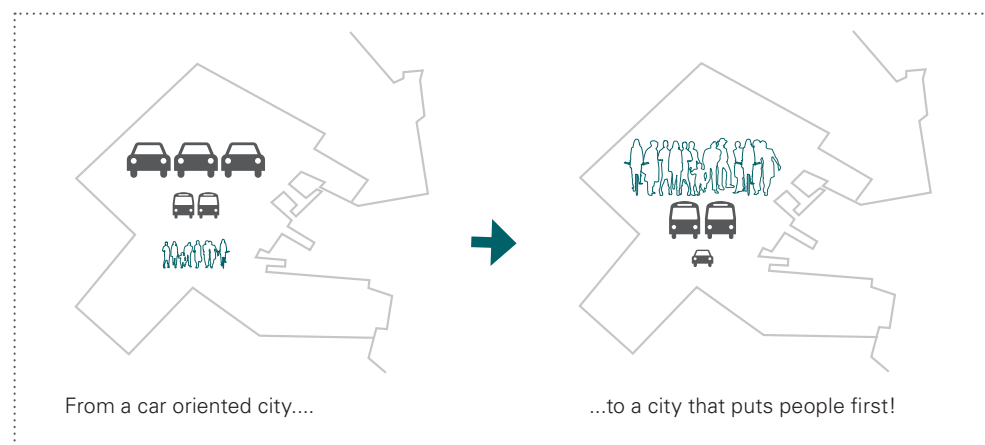 From a car oriented city....
...to a city that puts people first!